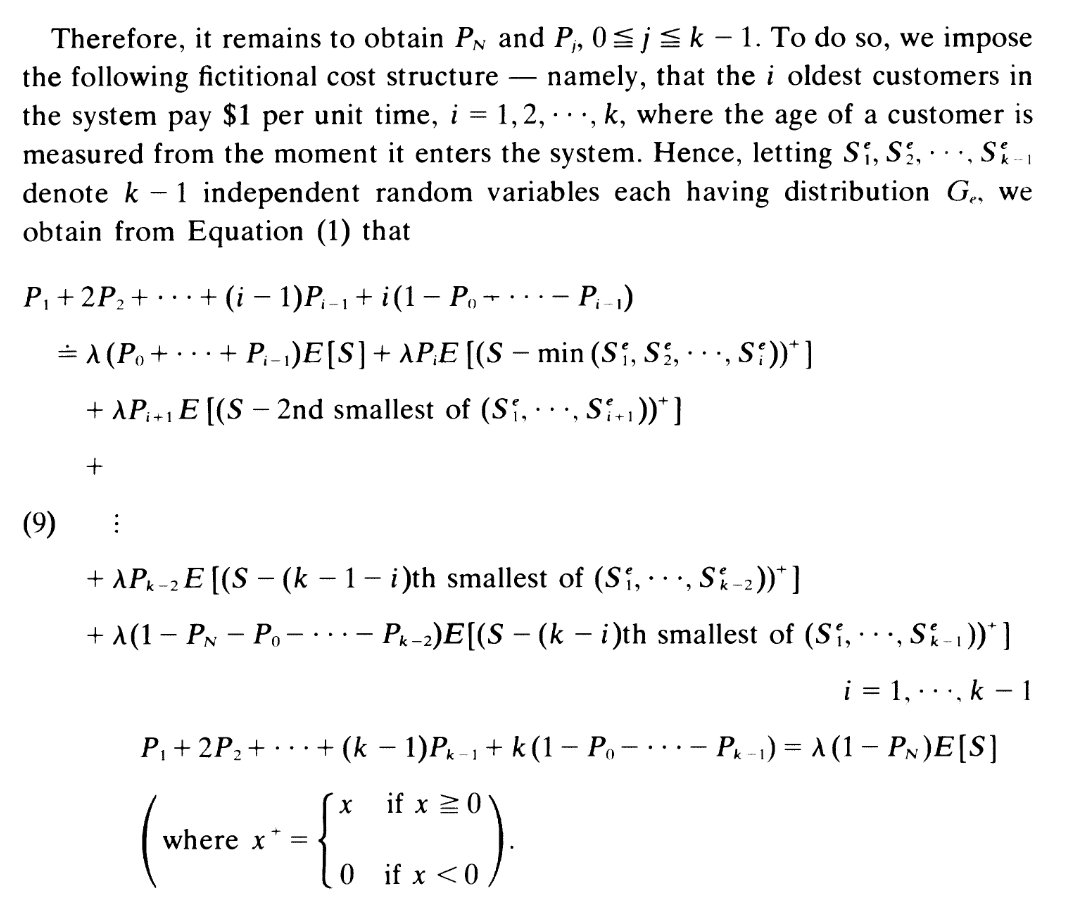 Therefore, it remains to obtain P_N and P_j, 0 ≦ j ≦ k − 1. To do so, we impose
the following fictitional cost structure — namely, that the i oldest customers in
the system pay $1 per unit time, i = 1, 2, · · ·, k, where the age of a customer is
measured from the moment it enters the system. Hence, letting S_1^e, S_2^e, · · ·, S_{k−1}^e
denote k − 1 independent random variables each having distribution G_e, we
obtain from Equation (1) that
P_1 + 2P_2 + · · · + (i − 1)P_{i−1} + i(1 − P_0 − · · · − P_{i−1})
≐ λ(P_0 + · · · + P_{i−1})E[S] + λP_iE[(S − min(S_1^e, S_2^e, · · ·, S_i^e))^+]
+ λP_{i+1}E[(S − 2nd smallest of (S_1^e, · · ·, S_{i+1}^e))^+]
+
(9) ⋮
+ λP_{k−2}E[(S − (k − 1 − i)th smallest of (S_1^e, · · ·, S_{k−2}^e))^+]
+ λ(1 − P_N − P_0 − · · · − P_{k−2})E[(S − (k − i)th smallest of (S_1^e, · · ·, S_{k−1}^e))^+]
i = 1, · · ·, k − 1
P_1 + 2P_2 + · · · + (k − 1)P_{k−1} + k(1 − P_0 − · · · − P_{k−1}) = λ(1 − P_N)E[S]
x if x ≧ 0
(where x^+ = { ).
0 if x < 0